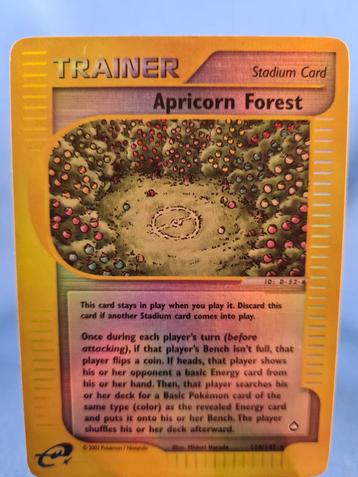 TRAINER
Stadium Card
Apricorn Forest
This card stays in play when you play it. Discard this
card if another Stadium card comes into play.
Once during each player's turn (before
attacking), if that player's Bench isn't full, that
player flips a coin. If heads, that player shows
his or her opponent a basic Energy card from
his or her hand. Then, that player searches his
or her deck for a Basic Pokémon card of the
same type (color) as the revealed Energy card
and puts it onto his or her Bench. The player
shuffles his or her deck afterward.
e
© 2002 Pokémon / Nintendo
Illus.